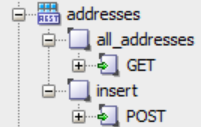 REST addresses
all_addresses
GET
insert
POST